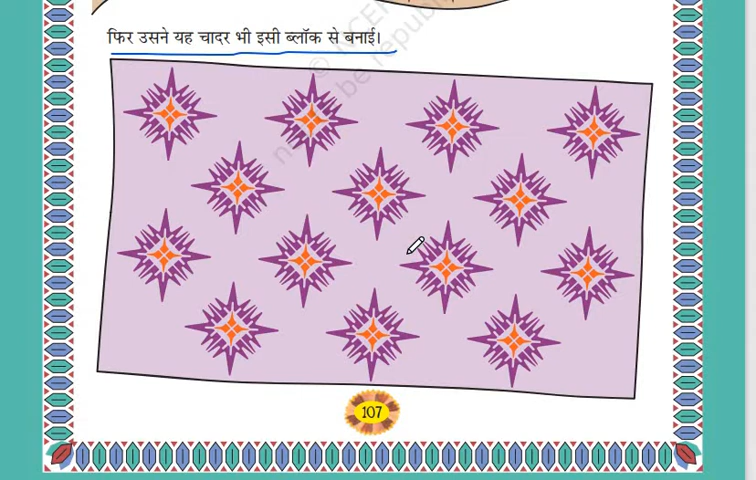 फिर उसने यह चादर भी इसी ब्लॉक से बनाई।
107